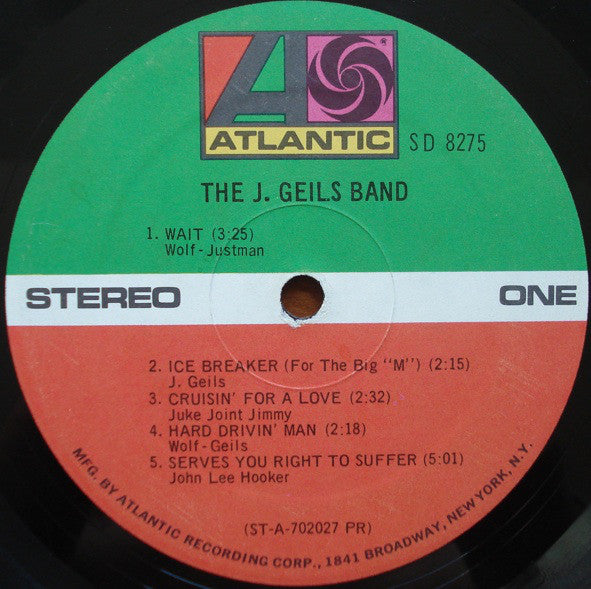 ATLANTIC SD 8275
THE J. GEILS BAND
1. WAIT (3:25)
Wolf-Justman
STEREO ONE
2. ICE BREAKER (For The Big "M") (2:15)
J. Geils
3. CRUISIN' FOR A LOVE (2:32)
Juke Joint Jimmy
4. HARD DRIVIN' MAN (2:18)
Wolf-Geils
5. SERVES YOU RIGHT TO SUFFER (5:01)
John Lee Hooker
(ST-A-702027 PR)
MFG. BY ATLANTIC RECORDING CORP., 1841 BROADWAY, NEW YORK, N.Y.